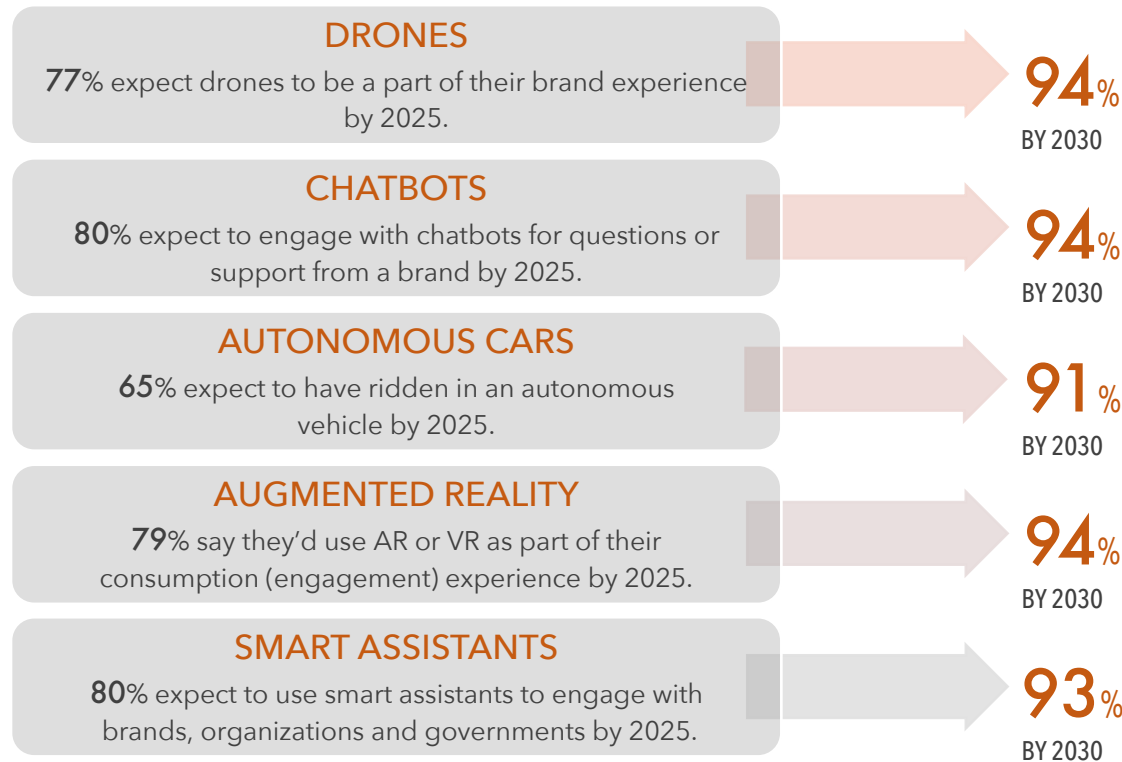 DRONES
77% expect drones to be a part of their brand experience
by 2025.
94%
BY 2030
CHATBOTS
80% expect to engage with chatbots for questions or
support from a brand by 2025.
94%
BY 2030
AUTONOMOUS CARS
65% expect to have ridden in an autonomous
vehicle by 2025.
91%
BY 2030
AUGMENTED REALITY
79% say they’d use AR or VR as part of their
consumption (engagement) experience by 2025.
94%
BY 2030
SMART ASSISTANTS
80% expect to use smart assistants to engage with
brands, organizations and governments by 2025.
93%
BY 2030